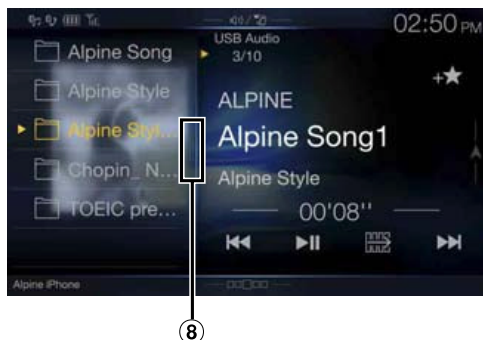 02:50 PM
USB Audio
3/10
Alpine Song
Alpine Style
Alpine Styl...
Chopin_ N...
TOEIC pre...
ALPINE
Alpine Song1
Alpine Style
00'08''
Alpine iPhone
8